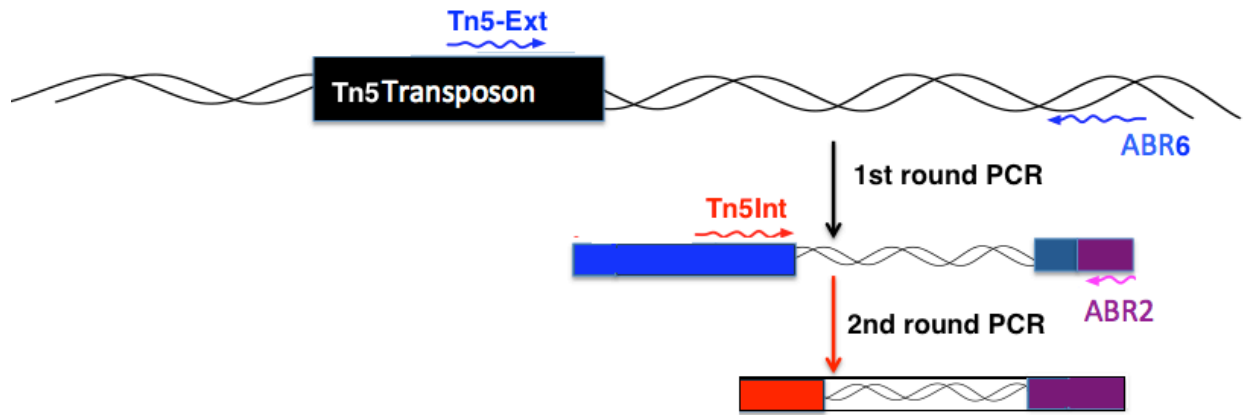 Tn5-Ext
Tn5Transposon
ABR6
1st round PCR
Tn5Int
ABR2
2nd round PCR